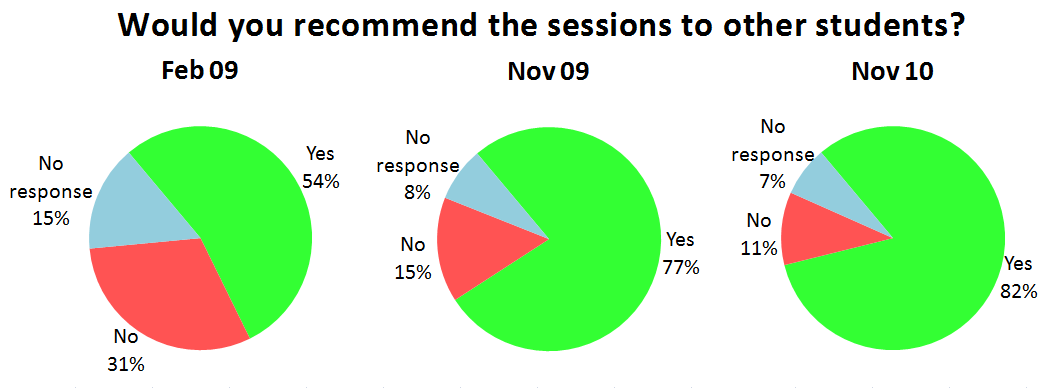 Would you recommend the sessions to other students?
Feb 09
No
response
15%
Yes
54%
No
31%
Nov 09
No
response
8%
No
15%
Yes
77%
Nov 10
No
response
7%
No
11%
Yes
82%